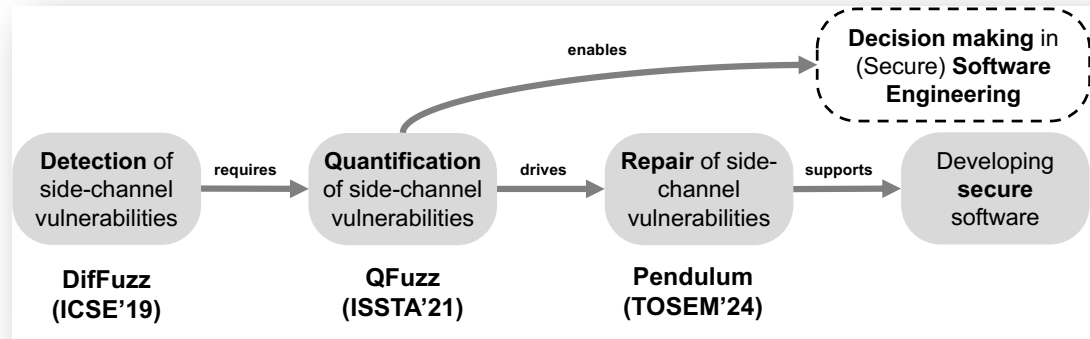 enables
Decision making in
(Secure) Software
Engineering
Detection of
side-channel
vulnerabilities
requires
Quantification
of side-channel
vulnerabilities
drives
Repair of side-
channel
vulnerabilities
supports
Developing
secure
software
DifFuzz
(ICSE’19)
QFuzz
(ISSTA’21)
Pendulum
(TOSEM’24)